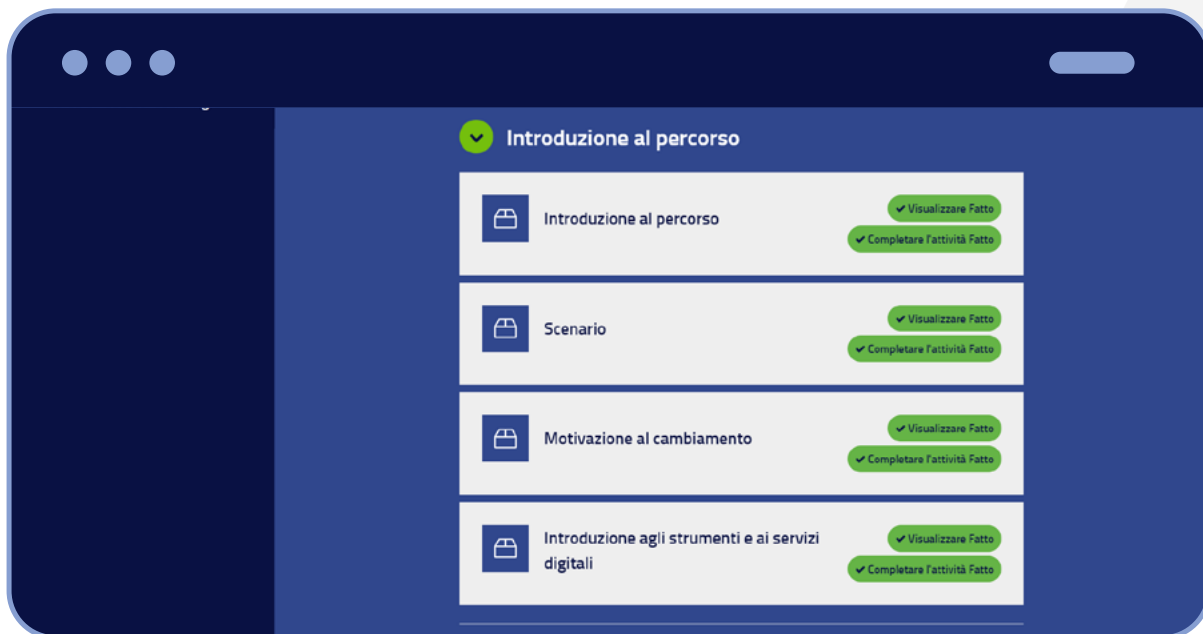 Introduzione al percorso
Introduzione al percorso
✔ Visualizzare Fatto
✔ Completare l'attività Fatto
Scenario
✔ Visualizzare Fatto
✔ Completare l'attività Fatto
Motivazione al cambiamento
✔ Visualizzare Fatto
✔ Completare l'attività Fatto
Introduzione agli strumenti e ai servizi
digitali
✔ Visualizzare Fatto
✔ Completare l'attività Fatto